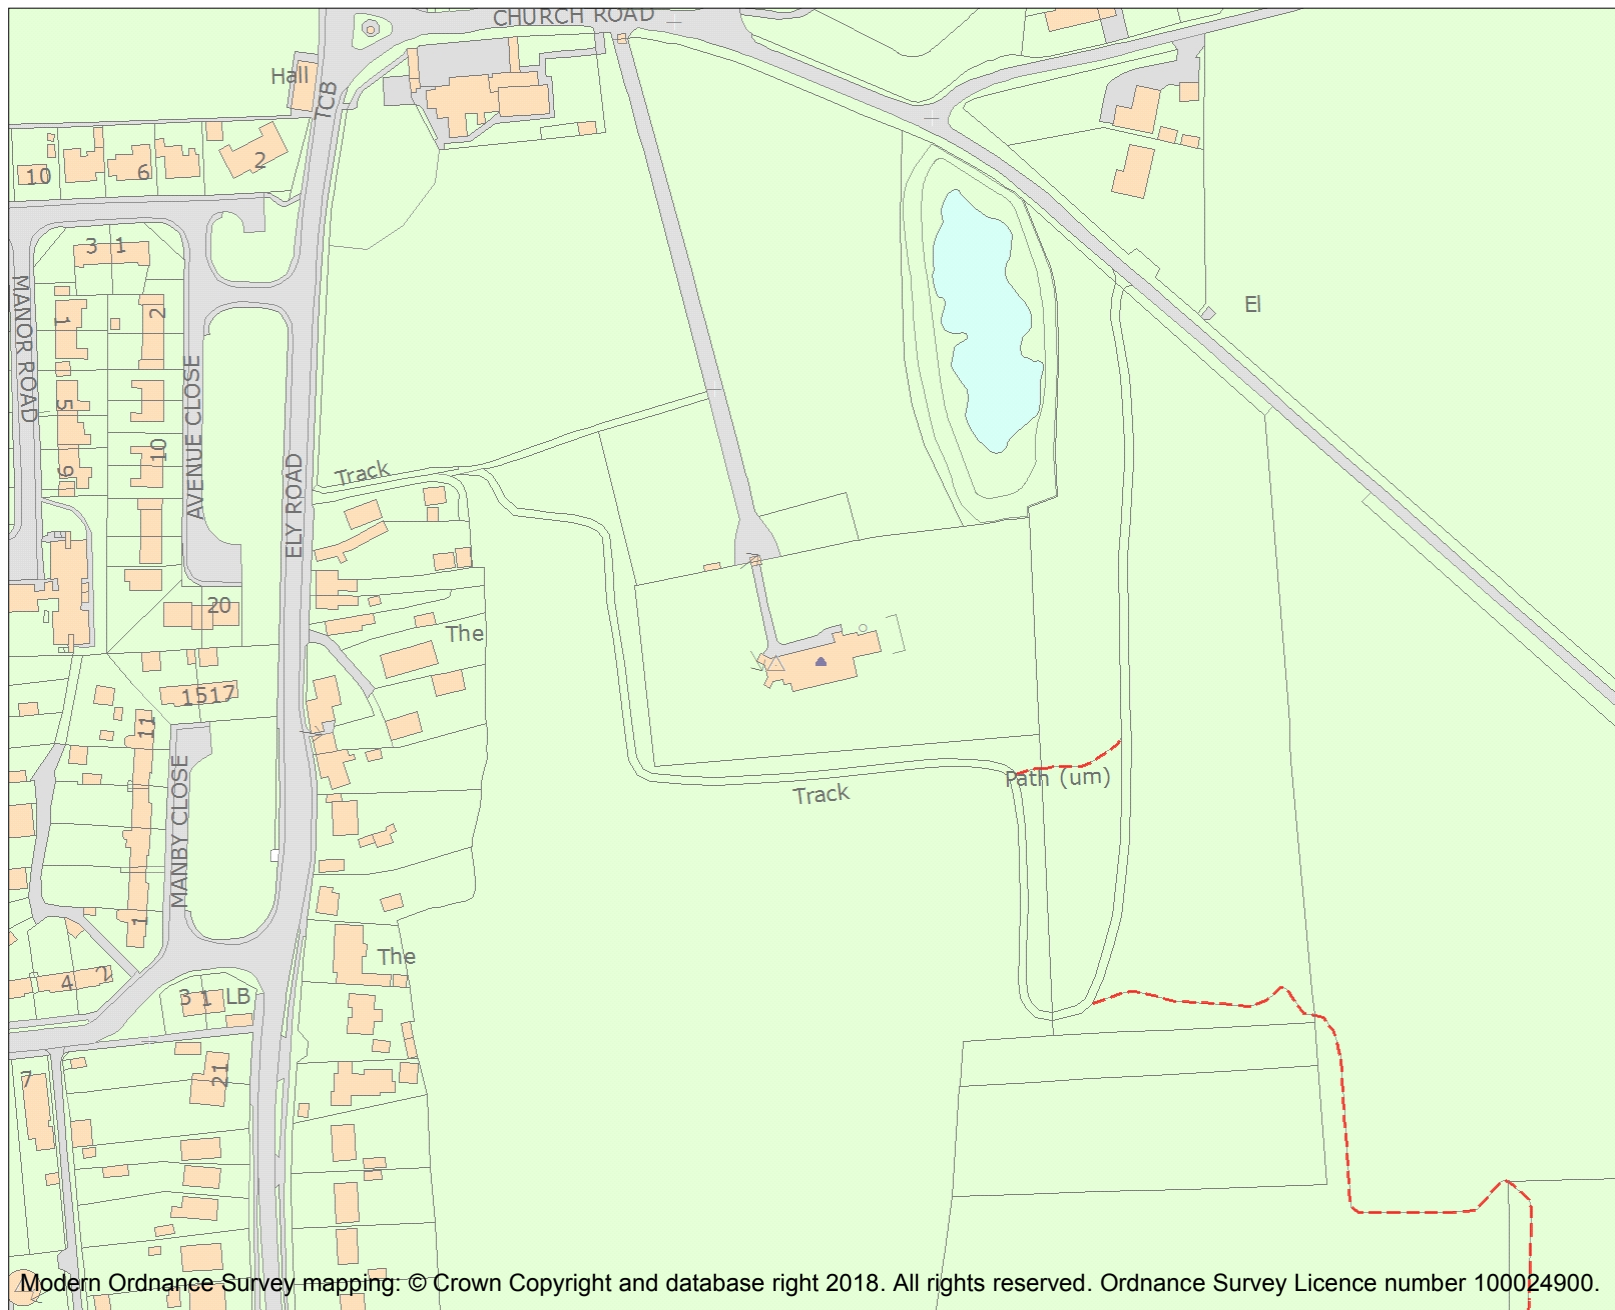 CHURCH ROAD
Hall
TCB
10
6
2
3 1
MANOR ROAD
1
2
5
AVENUE CLOSE
10
9
ELY ROAD
Track
El
20
The
1517
11
MANBY CLOSE
Track
Path (um)
1
The
4 2
3 1 LB
7
21
Modern Ordnance Survey mapping: © Crown Copyright and database right 2018. All rights reserved. Ordnance Survey Licence number 100024900.